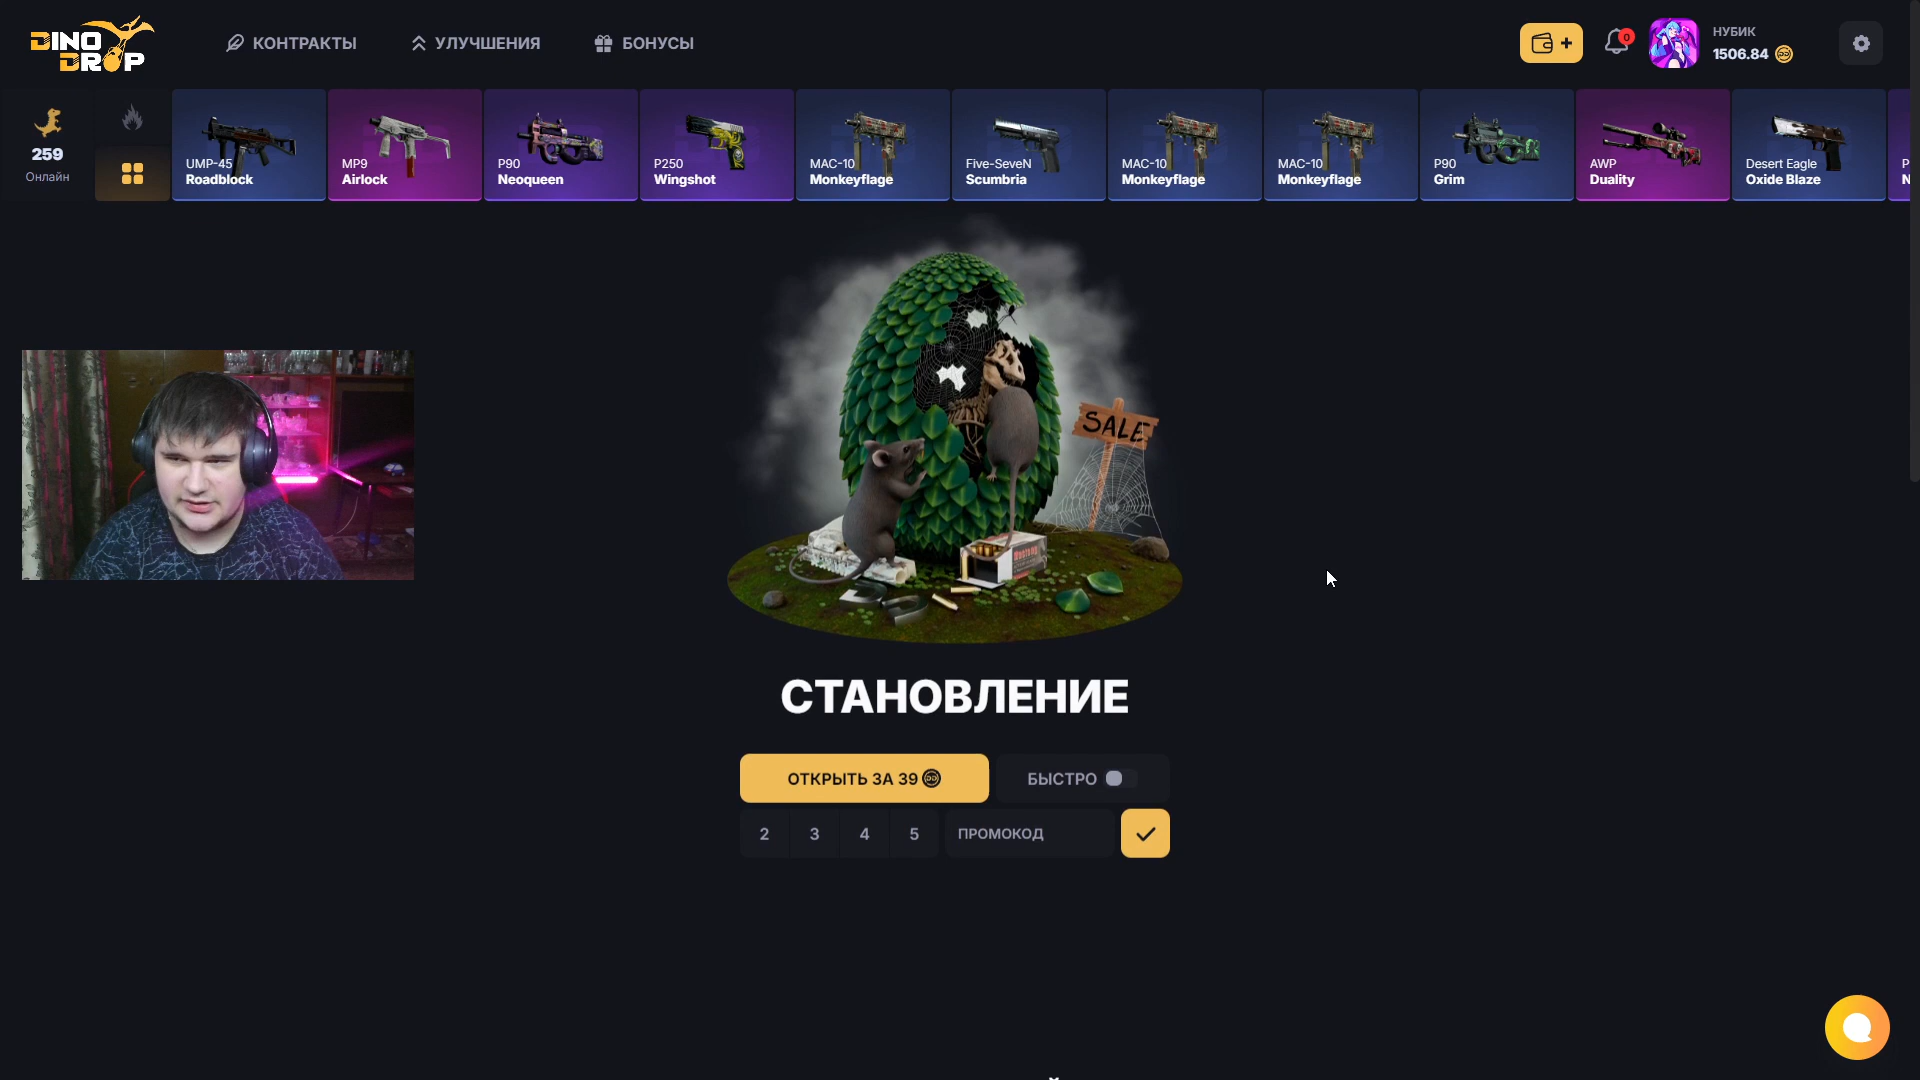 DINO DROP
КОНТРАКТЫ
УЛУЧШЕНИЯ
БОНУСЫ
0
НУБИК
1506.84
259
Онлайн
UMP-45
Roadblock
MP9
Airlock
P90
Neoqueen
P250
Wingshot
MAC-10
Monkeyflage
Five-SeveN
Scumbria
MAC-10
Monkeyflage
MAC-10
Monkeyflage
P90
Grim
AWP
Duality
Desert Eagle
Oxide Blaze
P
N
SALE
СТАНОВЛЕНИЕ
ОТКРЫТЬ ЗА 39
БЫСТРО
2 3 4 5
ПРОМОКОД